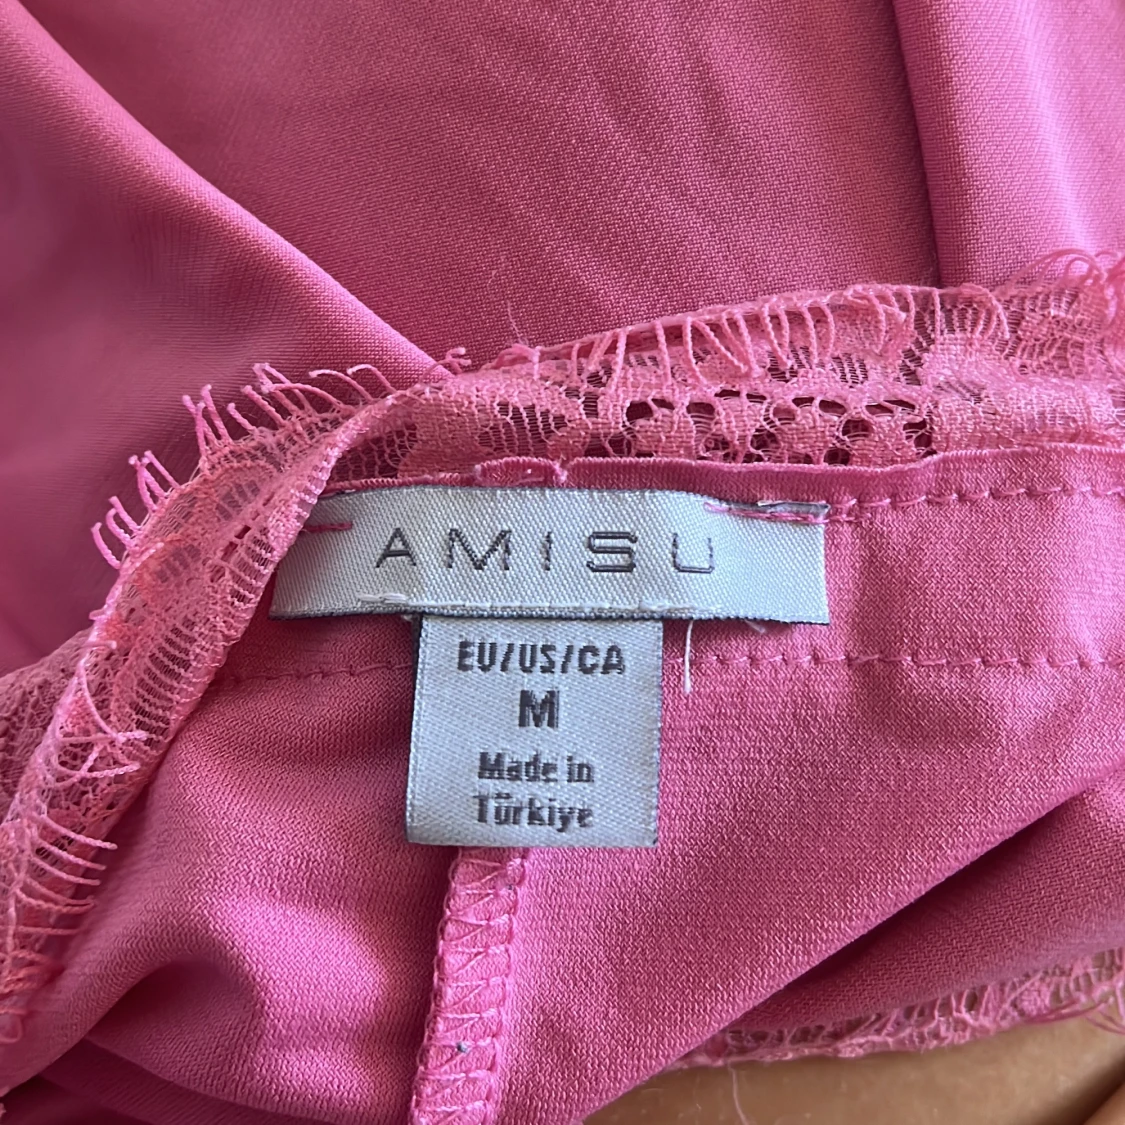 AMISU
EU/US/CA
M
Made in
Türkiye